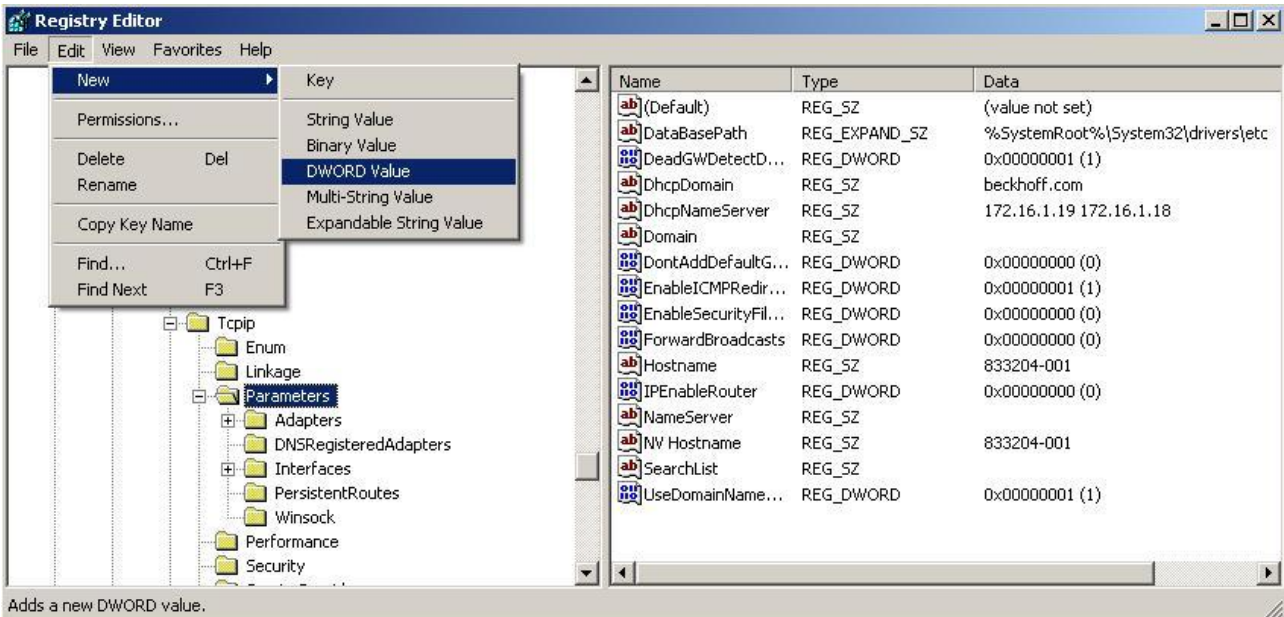 Registry Editor
File Edit View Favorites Help
New
Permissions...
Delete Del
Rename
Copy Key Name
Find... Ctrl+F
Find Next F3
Key
String Value
Binary Value
DWORD Value
Multi-String Value
Expandable String Value
Tcpip
Enum
Linkage
Parameters
Adapters
DNSRegisteredAdapters
Interfaces
PersistentRoutes
Winsock
Performance
Security
Name Type Data
(Default) REG_SZ (value not set)
DataBasePath REG_EXPAND_SZ %SystemRoot%\System32\drivers\etc
DeadGWDetectD... REG_DWORD 0x00000001 (1)
DhcpDomain REG_SZ beckhoff.com
DhcpNameServer REG_SZ 172.16.1.19 172.16.1.18
Domain REG_SZ
DontAddDefaultG... REG_DWORD 0x00000000 (0)
EnableICMPRedir... REG_DWORD 0x00000001 (1)
EnableSecurityFil... REG_DWORD 0x00000000 (0)
ForwardBroadcasts REG_DWORD 0x00000000 (0)
Hostname REG_SZ 833204-001
IPEnableRouter REG_DWORD 0x00000000 (0)
NameServer REG_SZ
NV Hostname REG_SZ 833204-001
SearchList REG_SZ
UseDomainName... REG_DWORD 0x00000001 (1)
Adds a new DWORD value.